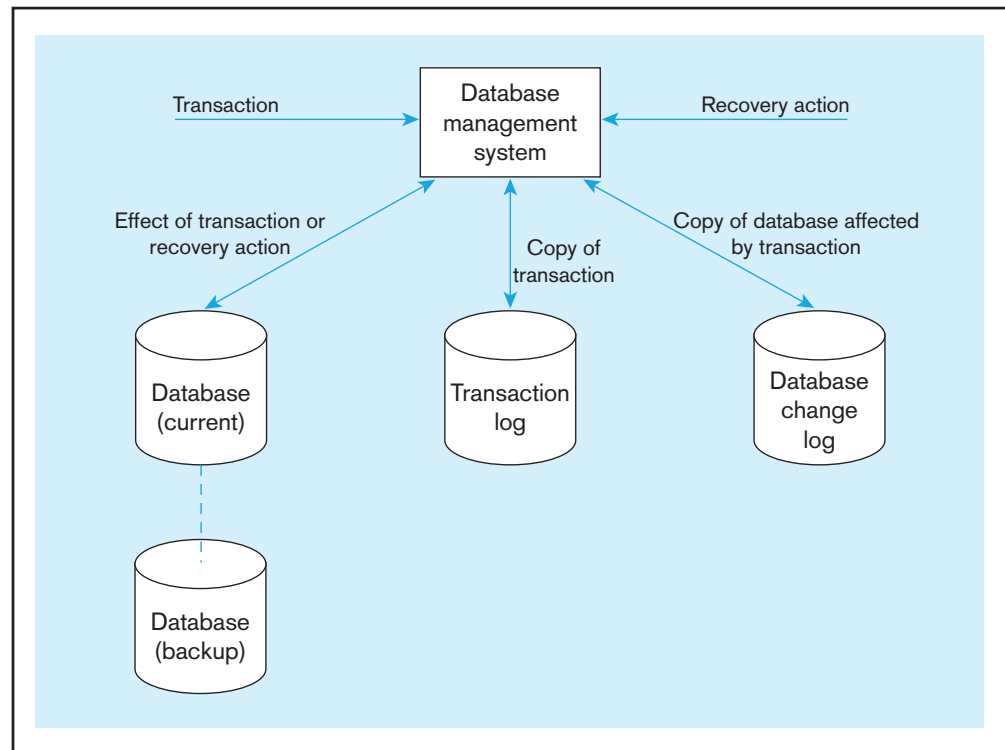 Transaction
Database
management
system
Recovery action
Effect of transaction or
recovery action
Copy of
transaction
Copy of database affected
by transaction
Database
(current)
Transaction
log
Database
change
log
Database
(backup)